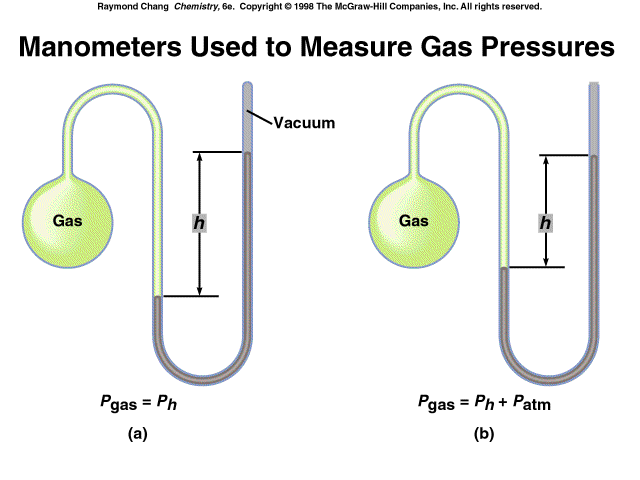 Raymond Chang Chemistry, 6e. Copyright © 1998 The McGraw-Hill Companies, Inc. All rights reserved.
Manometers Used to Measure Gas Pressures
Vacuum
Gas
h
Gas
h
Pgas = Ph
Pgas = Ph + Patm
(a)
(b)